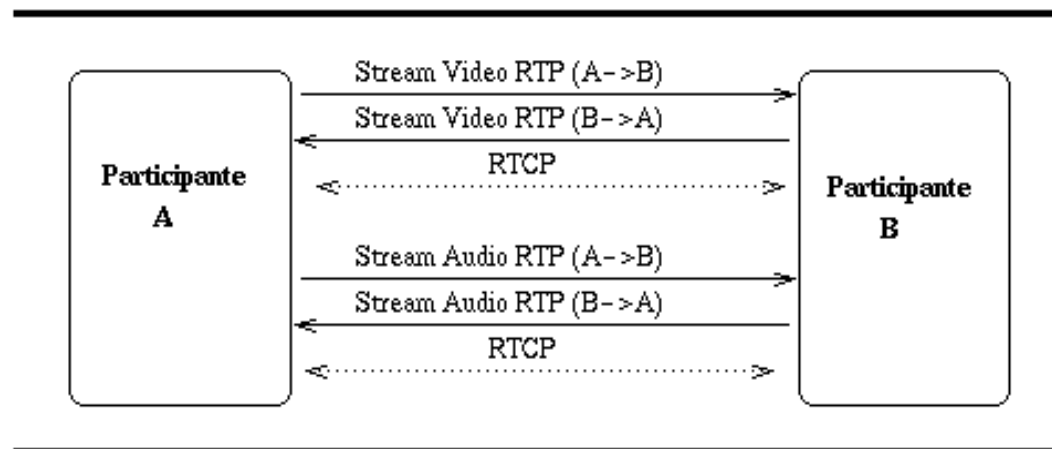 Stream Video RTP (A->B)
Stream Video RTP (B->A)
RTCP
Participante
A
Participante
B
Stream Audio RTP (A->B)
Stream Audio RTP (B->A)
RTCP